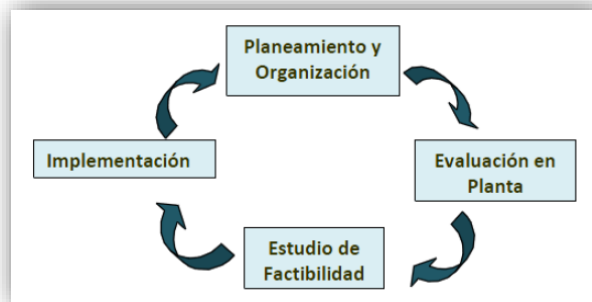 Planeamiento y
Organización
Implementación
Evaluación en
Planta
Estudio de
Factibilidad